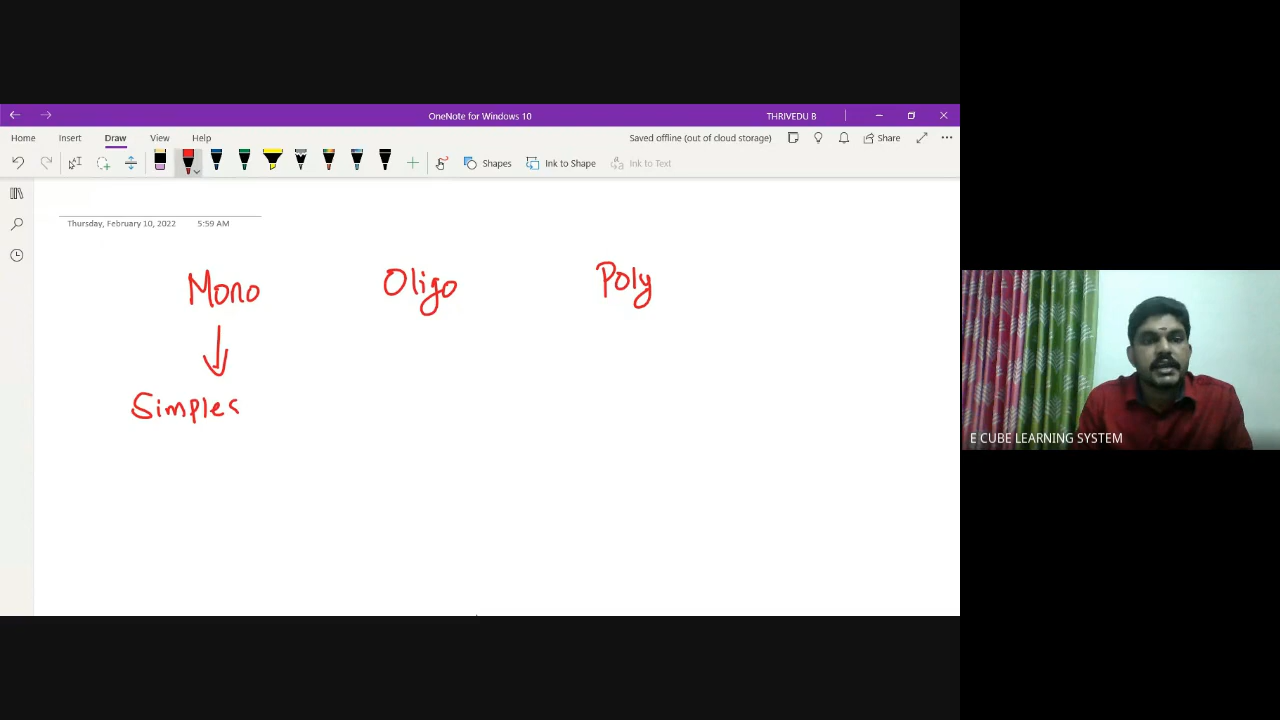 OneNote for Windows 10
THRIVEDU B
Home Insert Draw View Help
Saved offline (out of cloud storage)
Share
Shapes
Ink to Shape
Ink to Text
Thursday, February 10, 2022 5:59 AM
Mono Oligo Poly
Simples
E CUBE LEARNING SYSTEM